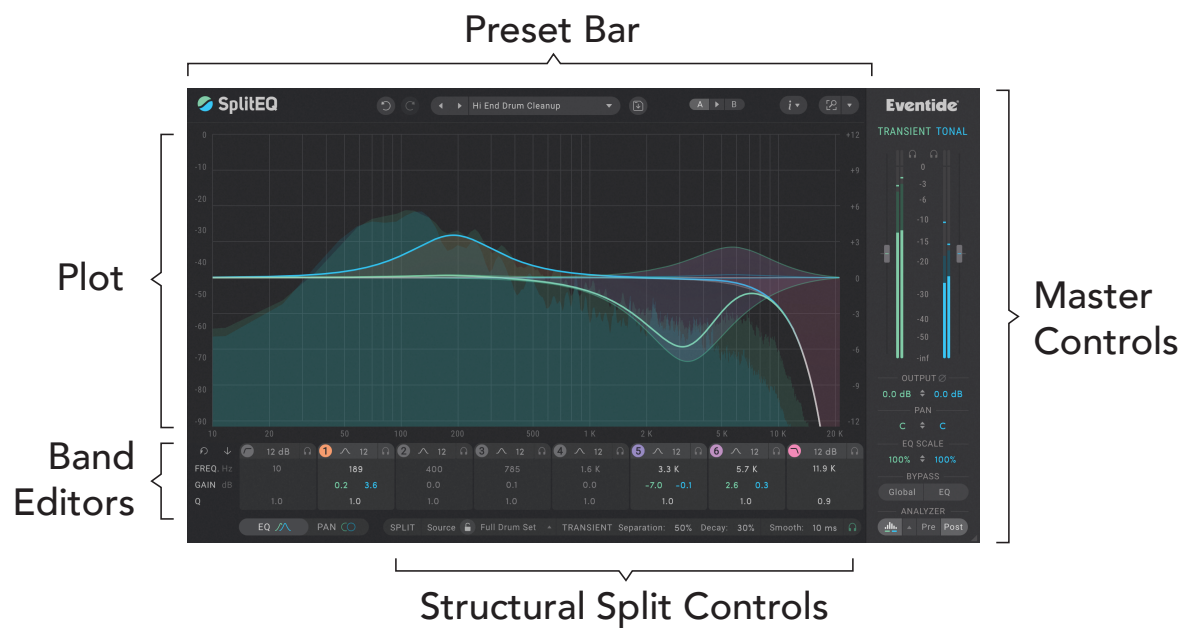 Preset Bar
SplitEQ
Hi End Drum Cleanup
A B
i
Eventide
TRANSIENT TONAL
0 +12
-10 +9
-20 +6
-30 +3
-40 0
-50 -3
-60 -6
-70
-80 -9
-90 -12
10 20 50 100 200 500 1 K 2 K 5 K 10 K 20 K
0
-3
-6
-10
-15
-20
-30
-40
-50
-inf
Plot
Master
Controls
OUTPUT Ø
0.0 dB 0.0 dB
PAN
C C
EQ SCALE
100% 100%
BYPASS
Global EQ
ANALYZER
Pre Post
Band
Editors
12 dB 1 12 2 12 3 12 4 12 5 12 6 12 12 dB
FREQ. Hz 10 189 400 785 1.6 K 3.3 K 5.7 K 11.9 K
GAIN dB 0.2 3.6 0.0 0.1 0.0 -7.0 -0.1 2.6 0.3
Q 1.0 1.0 1.0 1.0 1.0 1.0 1.0 0.9
EQ PAN SPLIT Source Full Drum Set TRANSIENT Separation: 50% Decay: 30% Smooth: 10 ms
Structural Split Controls